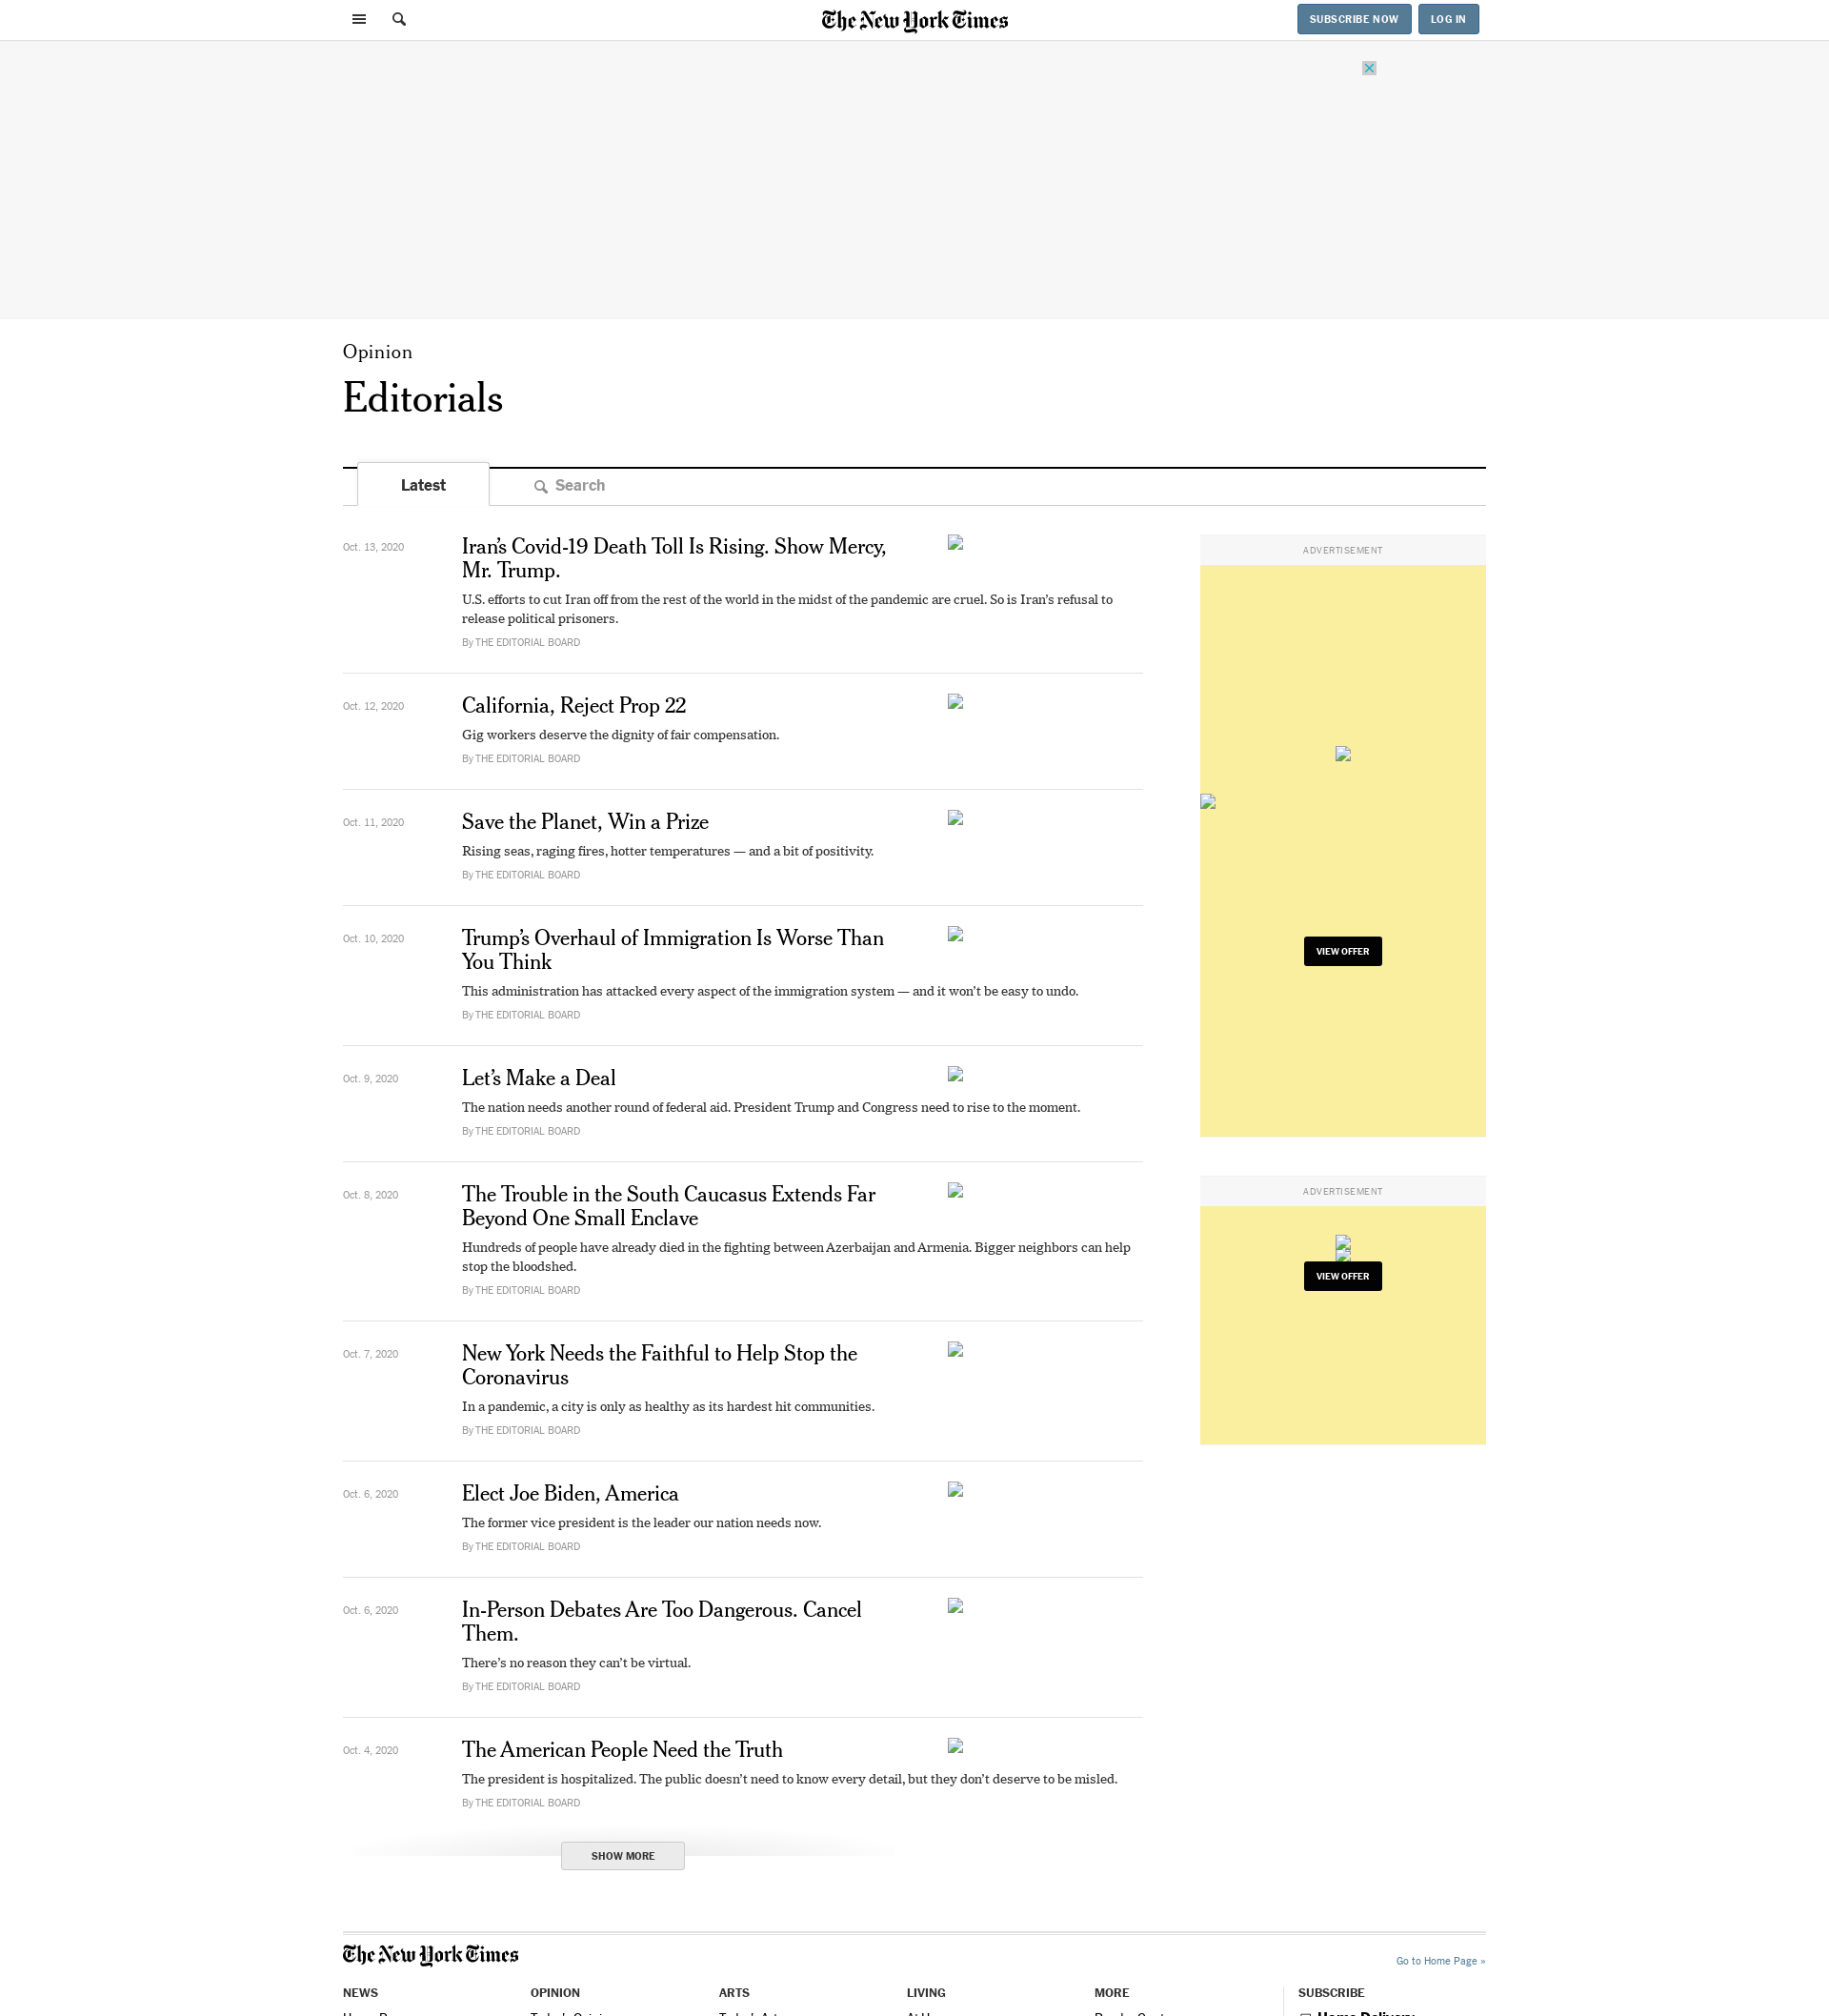 The New York Times
SUBSCRIBE NOW
LOG IN
Opinion
Editorials
Latest
Search
Oct. 13, 2020
Iran’s Covid-19 Death Toll Is Rising. Show Mercy,
Mr. Trump.
U.S. efforts to cut Iran off from the rest of the world in the midst of the pandemic are cruel. So is Iran’s refusal to
release political prisoners.
By THE EDITORIAL BOARD
Oct. 12, 2020
California, Reject Prop 22
Gig workers deserve the dignity of fair compensation.
By THE EDITORIAL BOARD
Oct. 11, 2020
Save the Planet, Win a Prize
Rising seas, raging fires, hotter temperatures — and a bit of positivity.
By THE EDITORIAL BOARD
Oct. 10, 2020
Trump’s Overhaul of Immigration Is Worse Than
You Think
This administration has attacked every aspect of the immigration system — and it won’t be easy to undo.
By THE EDITORIAL BOARD
Oct. 9, 2020
Let’s Make a Deal
The nation needs another round of federal aid. President Trump and Congress need to rise to the moment.
By THE EDITORIAL BOARD
Oct. 8, 2020
The Trouble in the South Caucasus Extends Far
Beyond One Small Enclave
Hundreds of people have already died in the fighting between Azerbaijan and Armenia. Bigger neighbors can help
stop the bloodshed.
By THE EDITORIAL BOARD
Oct. 7, 2020
New York Needs the Faithful to Help Stop the
Coronavirus
In a pandemic, a city is only as healthy as its hardest hit communities.
By THE EDITORIAL BOARD
Oct. 6, 2020
Elect Joe Biden, America
The former vice president is the leader our nation needs now.
By THE EDITORIAL BOARD
Oct. 6, 2020
In-Person Debates Are Too Dangerous. Cancel
Them.
There’s no reason they can’t be virtual.
By THE EDITORIAL BOARD
Oct. 4, 2020
The American People Need the Truth
The president is hospitalized. The public doesn’t need to know every detail, but they don’t deserve to be misled.
By THE EDITORIAL BOARD
SHOW MORE
ADVERTISEMENT
VIEW OFFER
ADVERTISEMENT
VIEW OFFER
The New York Times
Go to Home Page »
NEWS
OPINION
ARTS
LIVING
MORE
SUBSCRIBE
Home Delivery